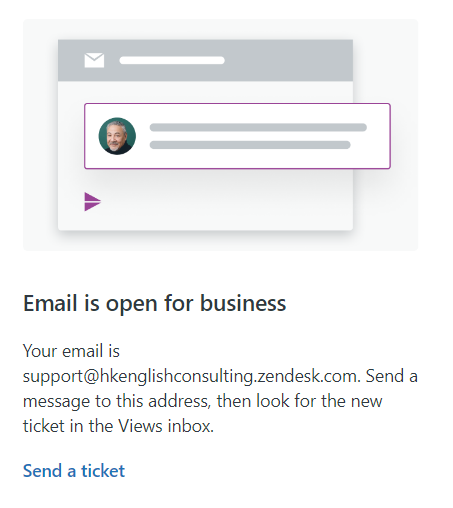 Email is open for business
Your email is
support@hkenglishconsulting.zendesk.com. Send a
message to this address, then look for the new
ticket in the Views inbox.
Send a ticket